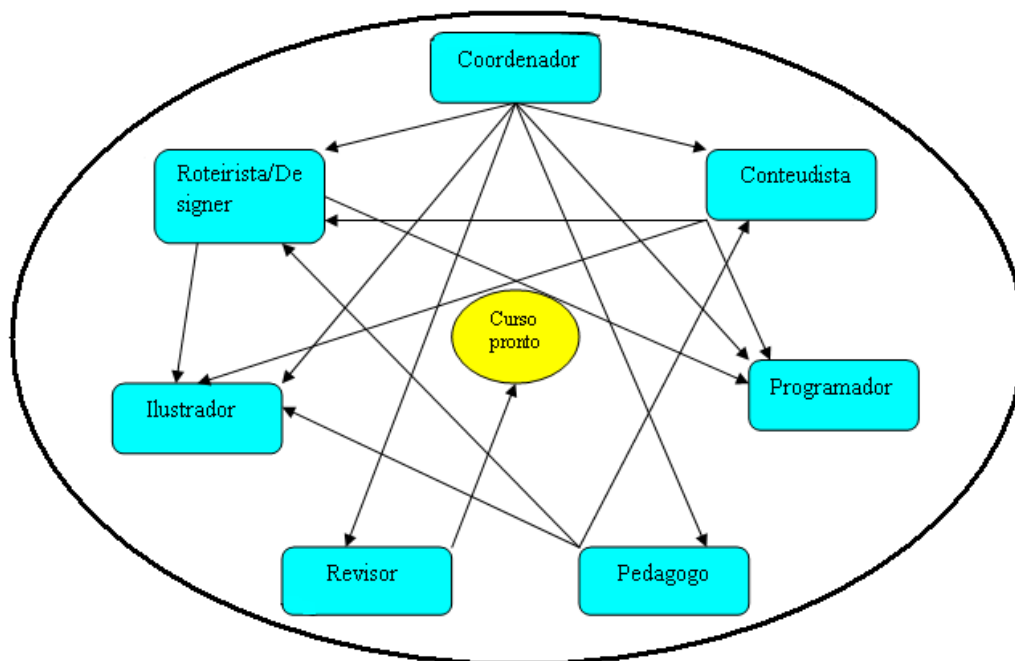 Coordenador
Roteirista/De
signer
Conteudista
Curso
pronto
Ilustrador
Programador
Revisor
Pedagogo